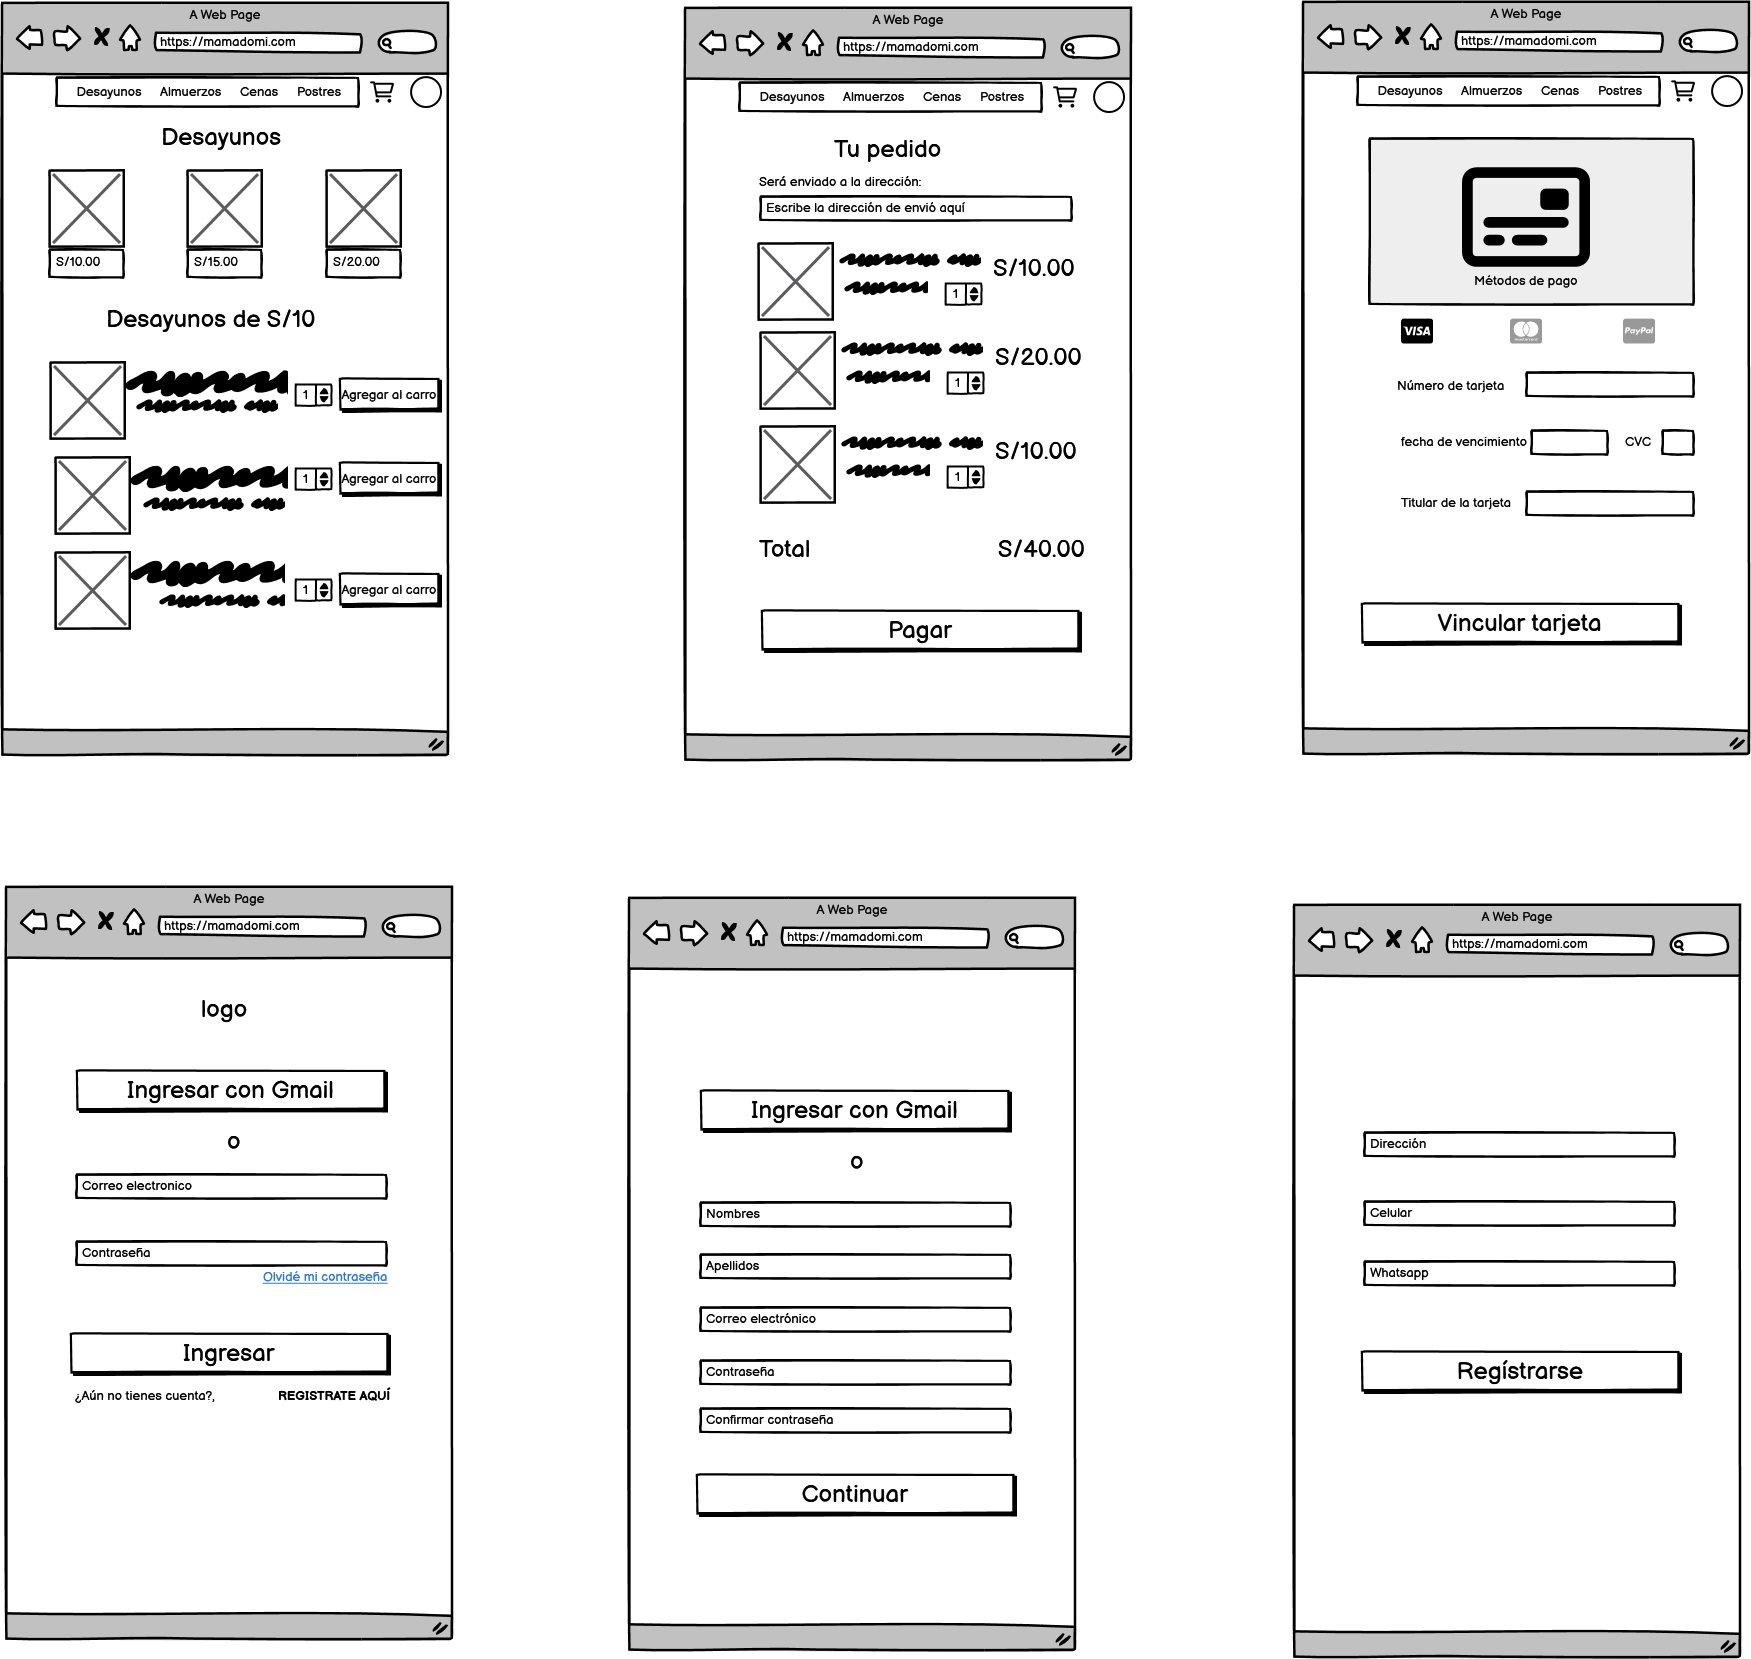 A Web Page
https://mamadomi.com
Desayunos Almuerzos Cenas Postres
Desayunos
S/10.00 S/15.00 S/20.00
Desayunos de S/10
1 Agregar al carro
1 Agregar al carro
1 Agregar al carro
A Web Page
https://mamadomi.com
Desayunos Almuerzos Cenas Postres
Tu pedido
Será enviado a la dirección:
Escribe la dirección de envió aquí
S/10.00
1
S/20.00
1
S/10.00
1
Total S/40.00
Pagar
A Web Page
https://mamadomi.com
Desayunos Almuerzos Cenas Postres
Métodos de pago
VISA mastercard PayPal
Número de tarjeta
fecha de vencimiento CVC
Titular de la tarjeta
Vincular tarjeta
A Web Page
https://mamadomi.com
logo
Ingresar con Gmail
o
Correo electronico
Contraseña
Olvidé mi contraseña
Ingresar
¿Aún no tienes cuenta?, REGISTRATE AQUÍ
A Web Page
https://mamadomi.com
Ingresar con Gmail
o
Nombres
Apellidos
Correo electrónico
Contraseña
Confirmar contraseña
Continuar
A Web Page
https://mamadomi.com
Dirección
Celular
Whatsapp
Regístrarse